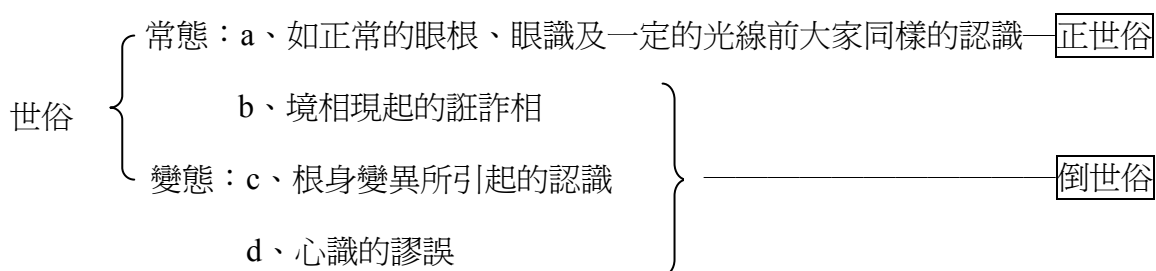 常態：a、如正常的眼根、眼識及一定的光線前大家同樣的認識─正世俗
b、境相現起的誑詐相
世俗
變態：c、根身變異所引起的認識 ──────────倒世俗
d、心識的謬誤